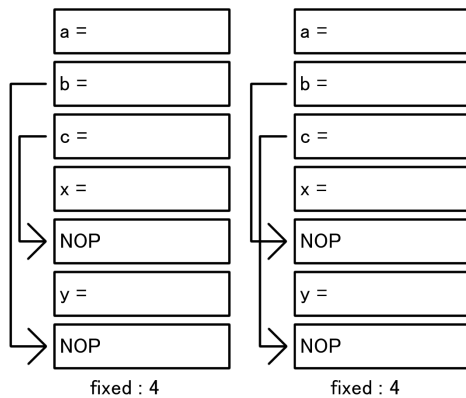 a =
b =
c =
x =
NOP
y =
NOP
fixed : 4
a =
b =
c =
x =
NOP
y =
NOP
fixed : 4